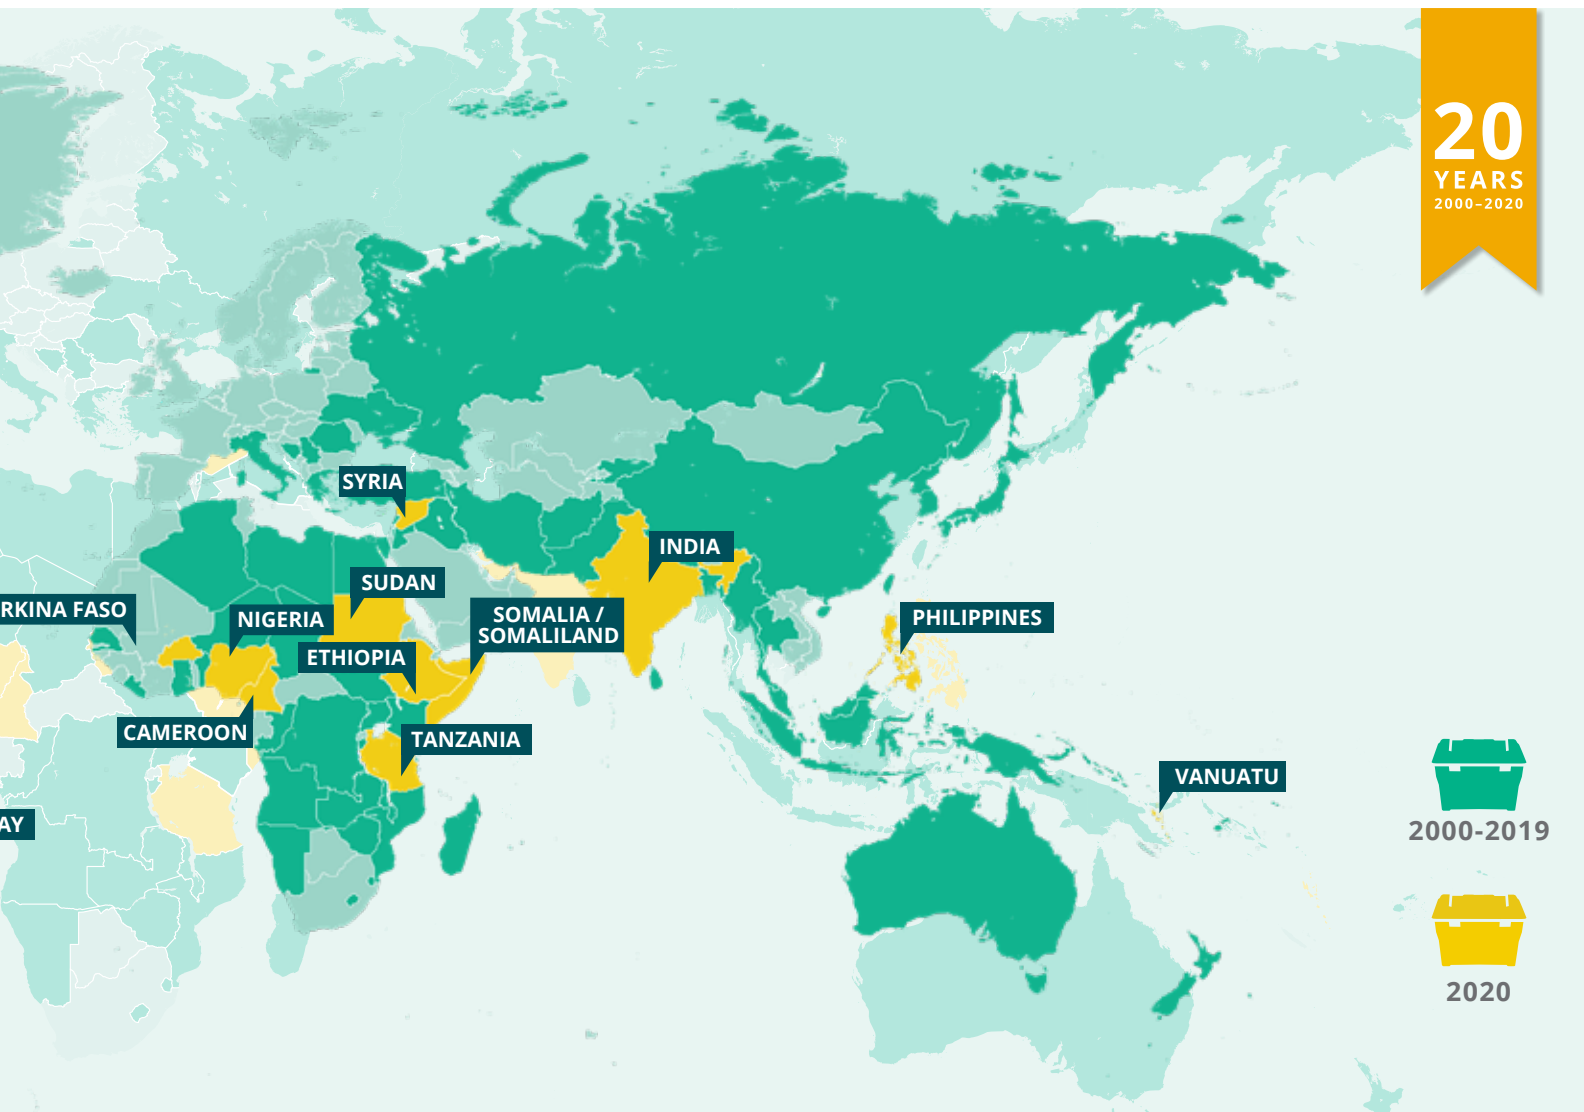 20
YEARS
2000–2020
SYRIA
INDIA
SUDAN
RKINA FASO
NIGERIA
SOMALIA /
SOMALILAND
PHILIPPINES
ETHIOPIA
CAMEROON
TANZANIA
VANUATU
AY
2000-2019
2020